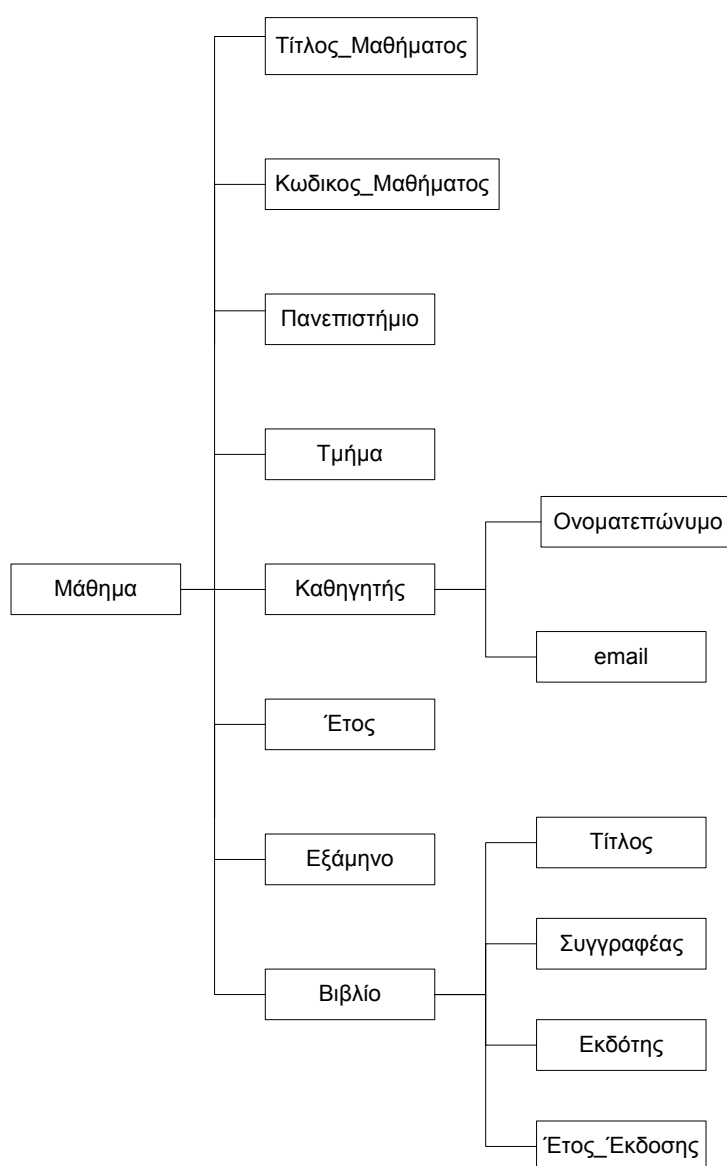 Τίτλος_Μαθήματος
Κωδικος_Μαθήματος
Πανεπιστήμιο
Τμήμα
Ονοματεπώνυμο
Μάθημα
Καθηγητής
email
Έτος
Τίτλος
Εξάμηνο
Συγγραφέας
Βιβλίο
Εκδότης
Έτος_Έκδοσης